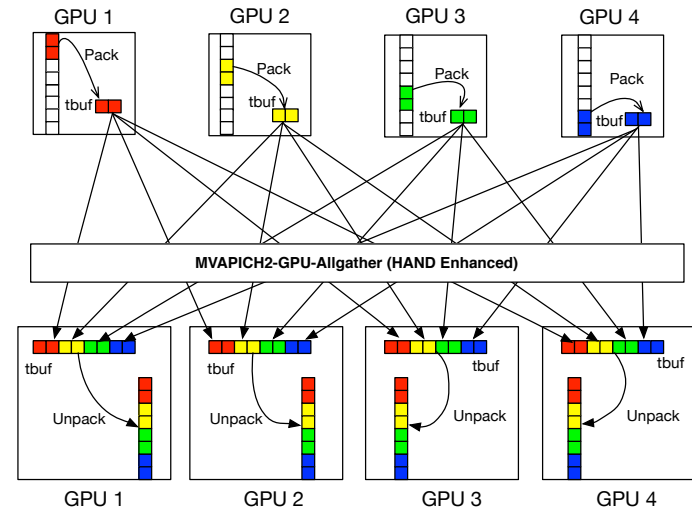 GPU 1
GPU 2
GPU 3
GPU 4
Pack
Pack
Pack
Pack
tbuf
tbuf
tbuf
tbuf
MVAPICH2-GPU-Allgather (HAND Enhanced)
tbuf
tbuf
tbuf
tbuf
Unpack
Unpack
Unpack
Unpack
GPU 1
GPU 2
GPU 3
GPU 4